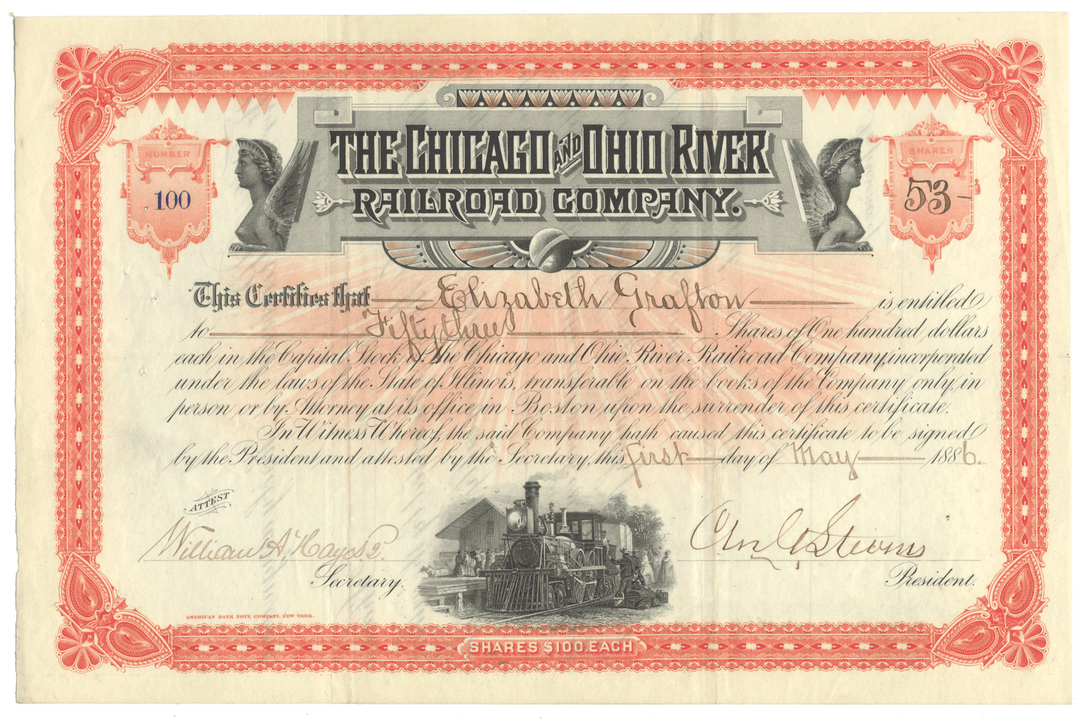 THE CHICAGO AND OHIO RIVER
RAILROAD COMPANY.
NUMBER
100
SHARES
53
This Certifies that Elizabeth Grafton is entitled
to Fiftythree Shares of One hundred dollars
each in the Capital Stock of the Chicago and Ohio River Railroad Company, incorporated
under the laws of the State of Illinois, transferable on the books of the Company only, in
person, or by Attorney at its office, in Boston upon the surrender of this certificate.
In Witness Whereof, the said Company hath caused this certificate to be signed
by the President and attested by the Secretary, this first day of May 1886.
ATTEST
William A. Hayes 2.
Secretary.
Stevens
President.
AMERICAN BANK NOTE COMPANY, NEW YORK.
SHARES $100. EACH